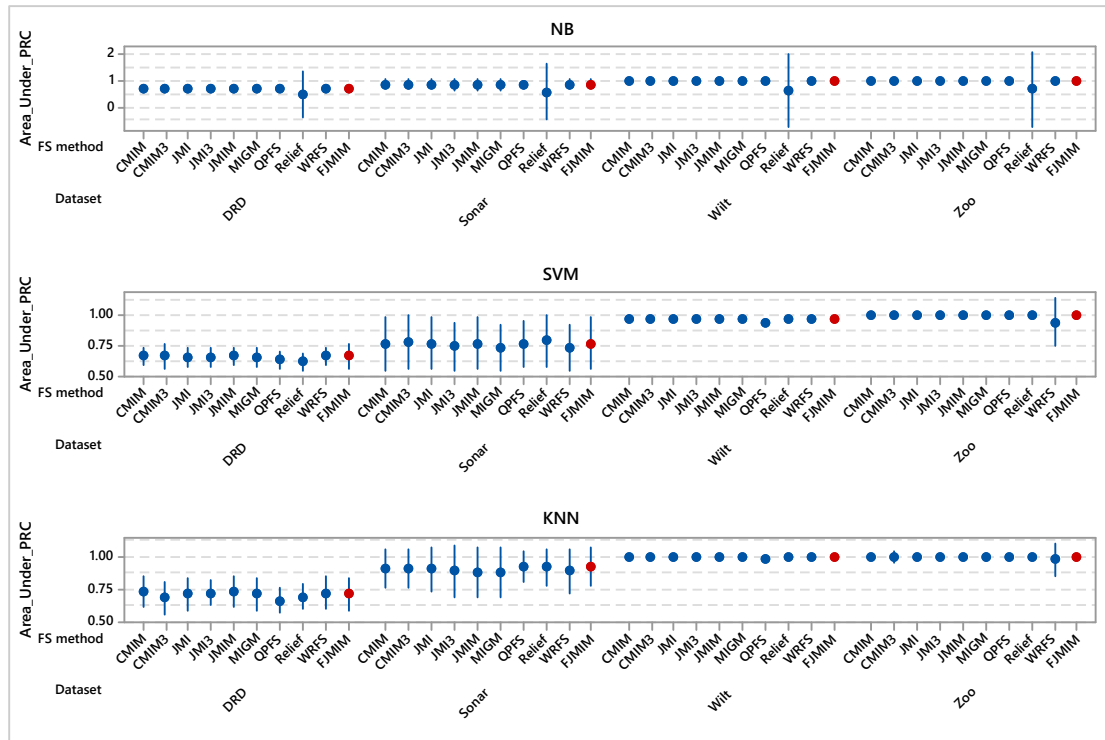 NB
Area_Under_PRC
2
1
0
FS method
CMIM CMIM3 JMI JMI3 JMIM MIGM QPFS Relief WRFS FJMIM CMIM CMIM3 JMI JMI3 JMIM MIGM QPFS Relief WRFS FJMIM CMIM CMIM3 JMI JMI3 JMIM MIGM QPFS Relief WRFS FJMIM CMIM CMIM3 JMI JMI3 JMIM MIGM QPFS Relief WRFS FJMIM
Dataset
DRD Sonar Wilt Zoo
SVM
Area_Under_PRC
1.00
0.75
0.50
FS method
CMIM CMIM3 JMI JMI3 JMIM MIGM QPFS Relief WRFS FJMIM CMIM CMIM3 JMI JMI3 JMIM MIGM QPFS Relief WRFS FJMIM CMIM CMIM3 JMI JMI3 JMIM MIGM QPFS Relief WRFS FJMIM CMIM CMIM3 JMI JMI3 JMIM MIGM QPFS Relief WRFS FJMIM
Dataset
DRD Sonar Wilt Zoo
KNN
Area_Under_PRC
1.00
0.75
0.50
FS method
CMIM CMIM3 JMI JMI3 JMIM MIGM QPFS Relief WRFS FJMIM CMIM CMIM3 JMI JMI3 JMIM MIGM QPFS Relief WRFS FJMIM CMIM CMIM3 JMI JMI3 JMIM MIGM QPFS Relief WRFS FJMIM CMIM CMIM3 JMI JMI3 JMIM MIGM QPFS Relief WRFS FJMIM
Dataset
DRD Sonar Wilt Zoo